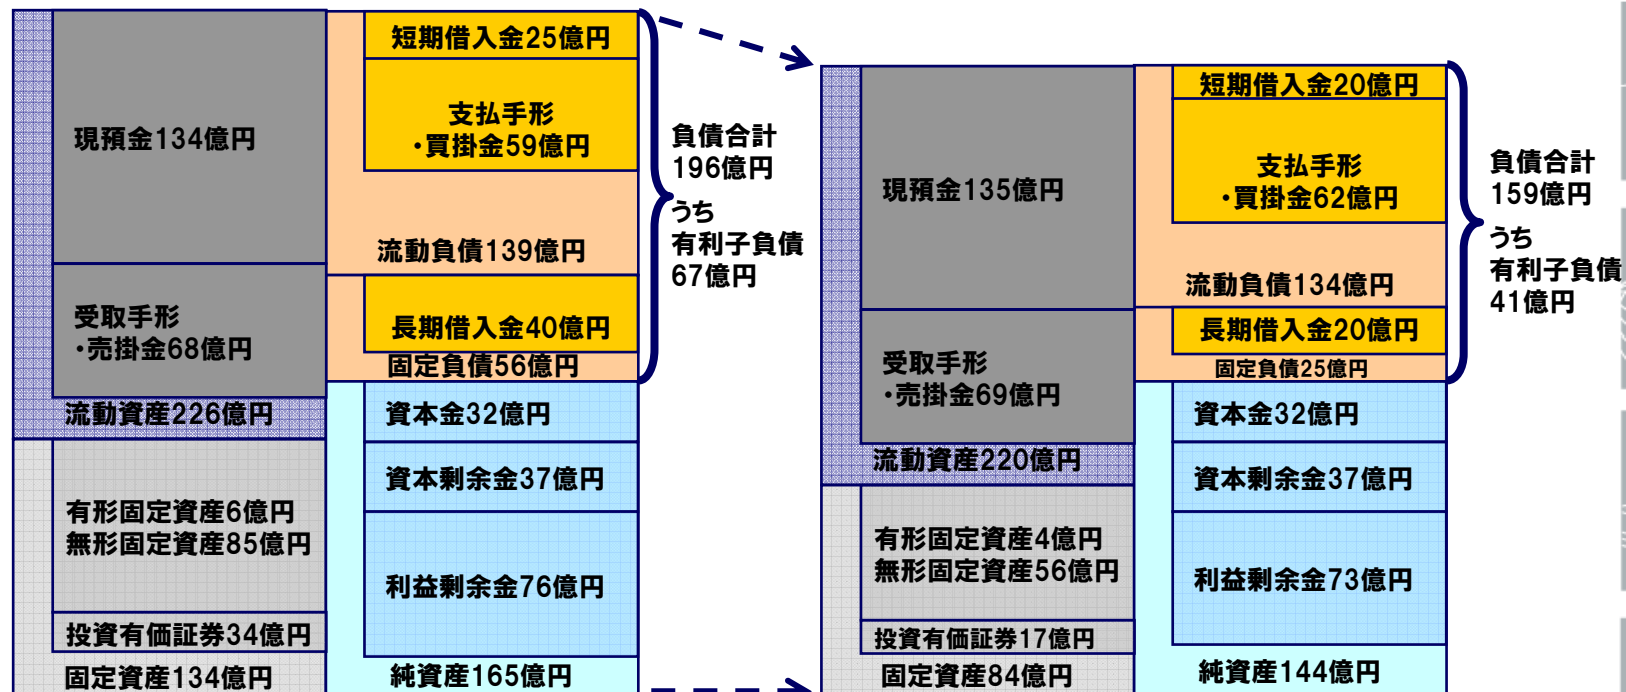 現預金134億円
受取手形
・売掛金68億円
流動資産226億円
有形固定資産6億円
無形固定資産85億円
投資有価証券34億円
固定資産134億円
短期借入金25億円
支払手形
・買掛金59億円
流動負債139億円
長期借入金40億円
固定負債56億円
資本金32億円
資本剰余金37億円
利益剰余金76億円
純資産165億円
負債合計
196億円
うち
有利子負債
67億円
現預金135億円
受取手形
・売掛金69億円
流動資産220億円
有形固定資産4億円
無形固定資産56億円
投資有価証券17億円
固定資産84億円
短期借入金20億円
支払手形
・買掛金62億円
流動負債134億円
長期借入金20億円
固定負債25億円
資本金32億円
資本剰余金37億円
利益剰余金73億円
純資産144億円
負債合計
159億円
うち
有利子負債
41億円